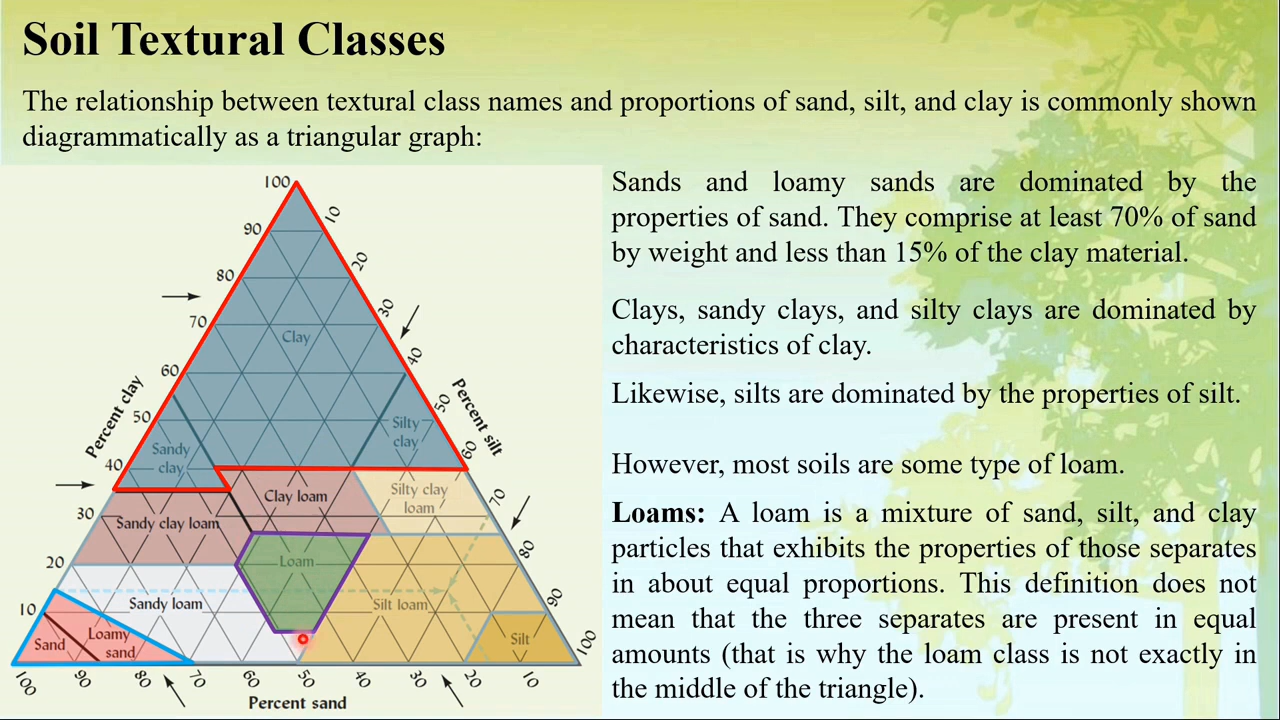 Soil Textural Classes
The relationship between textural class names and proportions of sand, silt, and clay is commonly shown
diagrammatically as a triangular graph:
100
90
80
70
60
50
40
30
20
10
Percent clay
10
20
30
40
50
60
70
80
90
100
Percent silt
Clay
Sandy
clay
Silty
clay
Clay loam
Silty clay
loam
Sandy clay loam
Loam
Sandy loam
Silt loam
Sand
Loamy
sand
Silt
100
90
80
70
60
50
40
30
20
10
Percent sand
Sands and loamy sands are dominated by the
properties of sand. They comprise at least 70% of sand
by weight and less than 15% of the clay material.
Clays, sandy clays, and silty clays are dominated by
characteristics of clay.
Likewise, silts are dominated by the properties of silt.
However, most soils are some type of loam.
Loams: A loam is a mixture of sand, silt, and clay
particles that exhibits the properties of those separates
in about equal proportions. This definition does not
mean that the three separates are present in equal
amounts (that is why the loam class is not exactly in
the middle of the triangle).